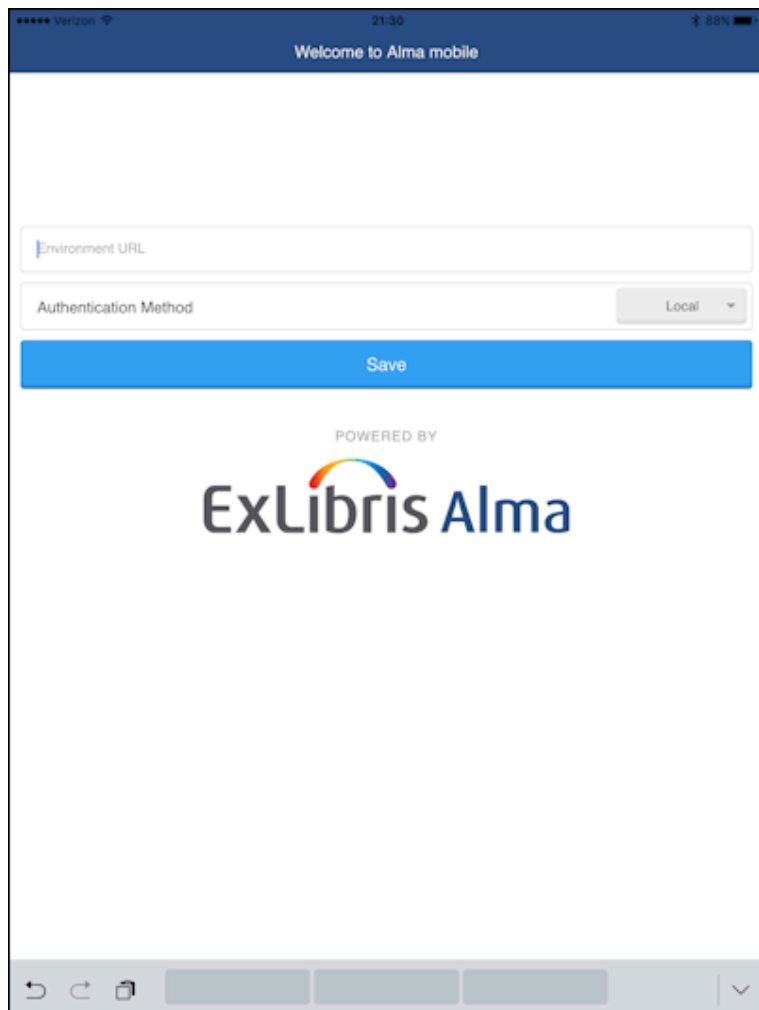 Verizon 21:30 88%
Welcome to Alma mobile
Environment URL
Authentication Method Local
Save
POWERED BY
ExLibris Alma